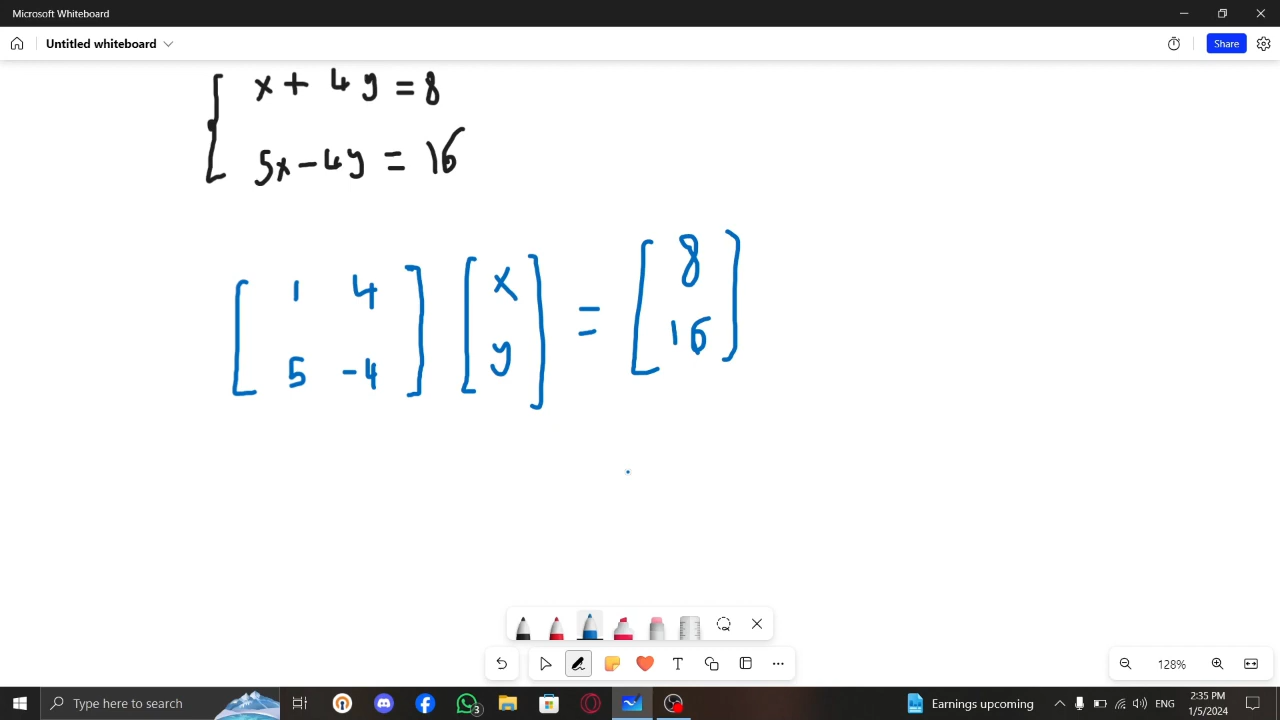 Microsoft Whiteboard
Untitled whiteboard
Share
x + 4y = 8
5x - 4y = 16
[1 4] [x] = [8]
[5 -4] [y] [16]
128%
Type here to search
3
Earnings upcoming
ENG
2:35 PM
1/5/2024